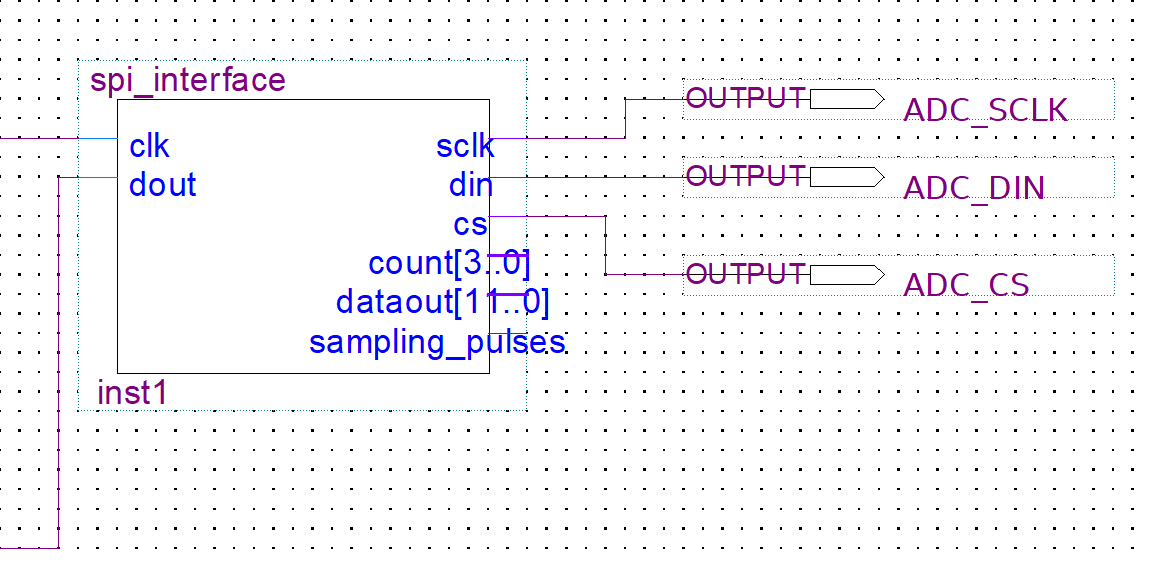 spi_interface
clk
dout
sclk
din
cs
count[3..0]
dataout[11..0]
sampling_pulses
inst1
OUTPUT ADC_SCLK
OUTPUT ADC_DIN
OUTPUT ADC_CS